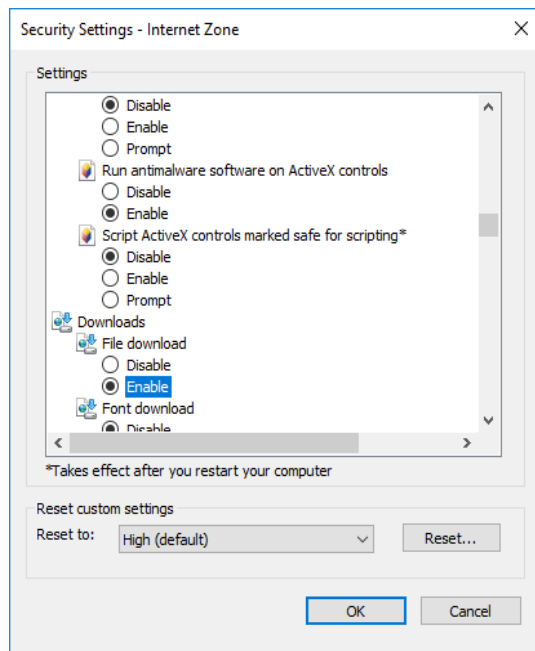 Security Settings - Internet Zone
Settings
Disable
Enable
Prompt
Run antimalware software on ActiveX controls
Disable
Enable
Script ActiveX controls marked safe for scripting*
Disable
Enable
Prompt
Downloads
File download
Disable
Enable
Font download
Disable
*Takes effect after you restart your computer
Reset custom settings
Reset to: High (default) Reset...
OK Cancel